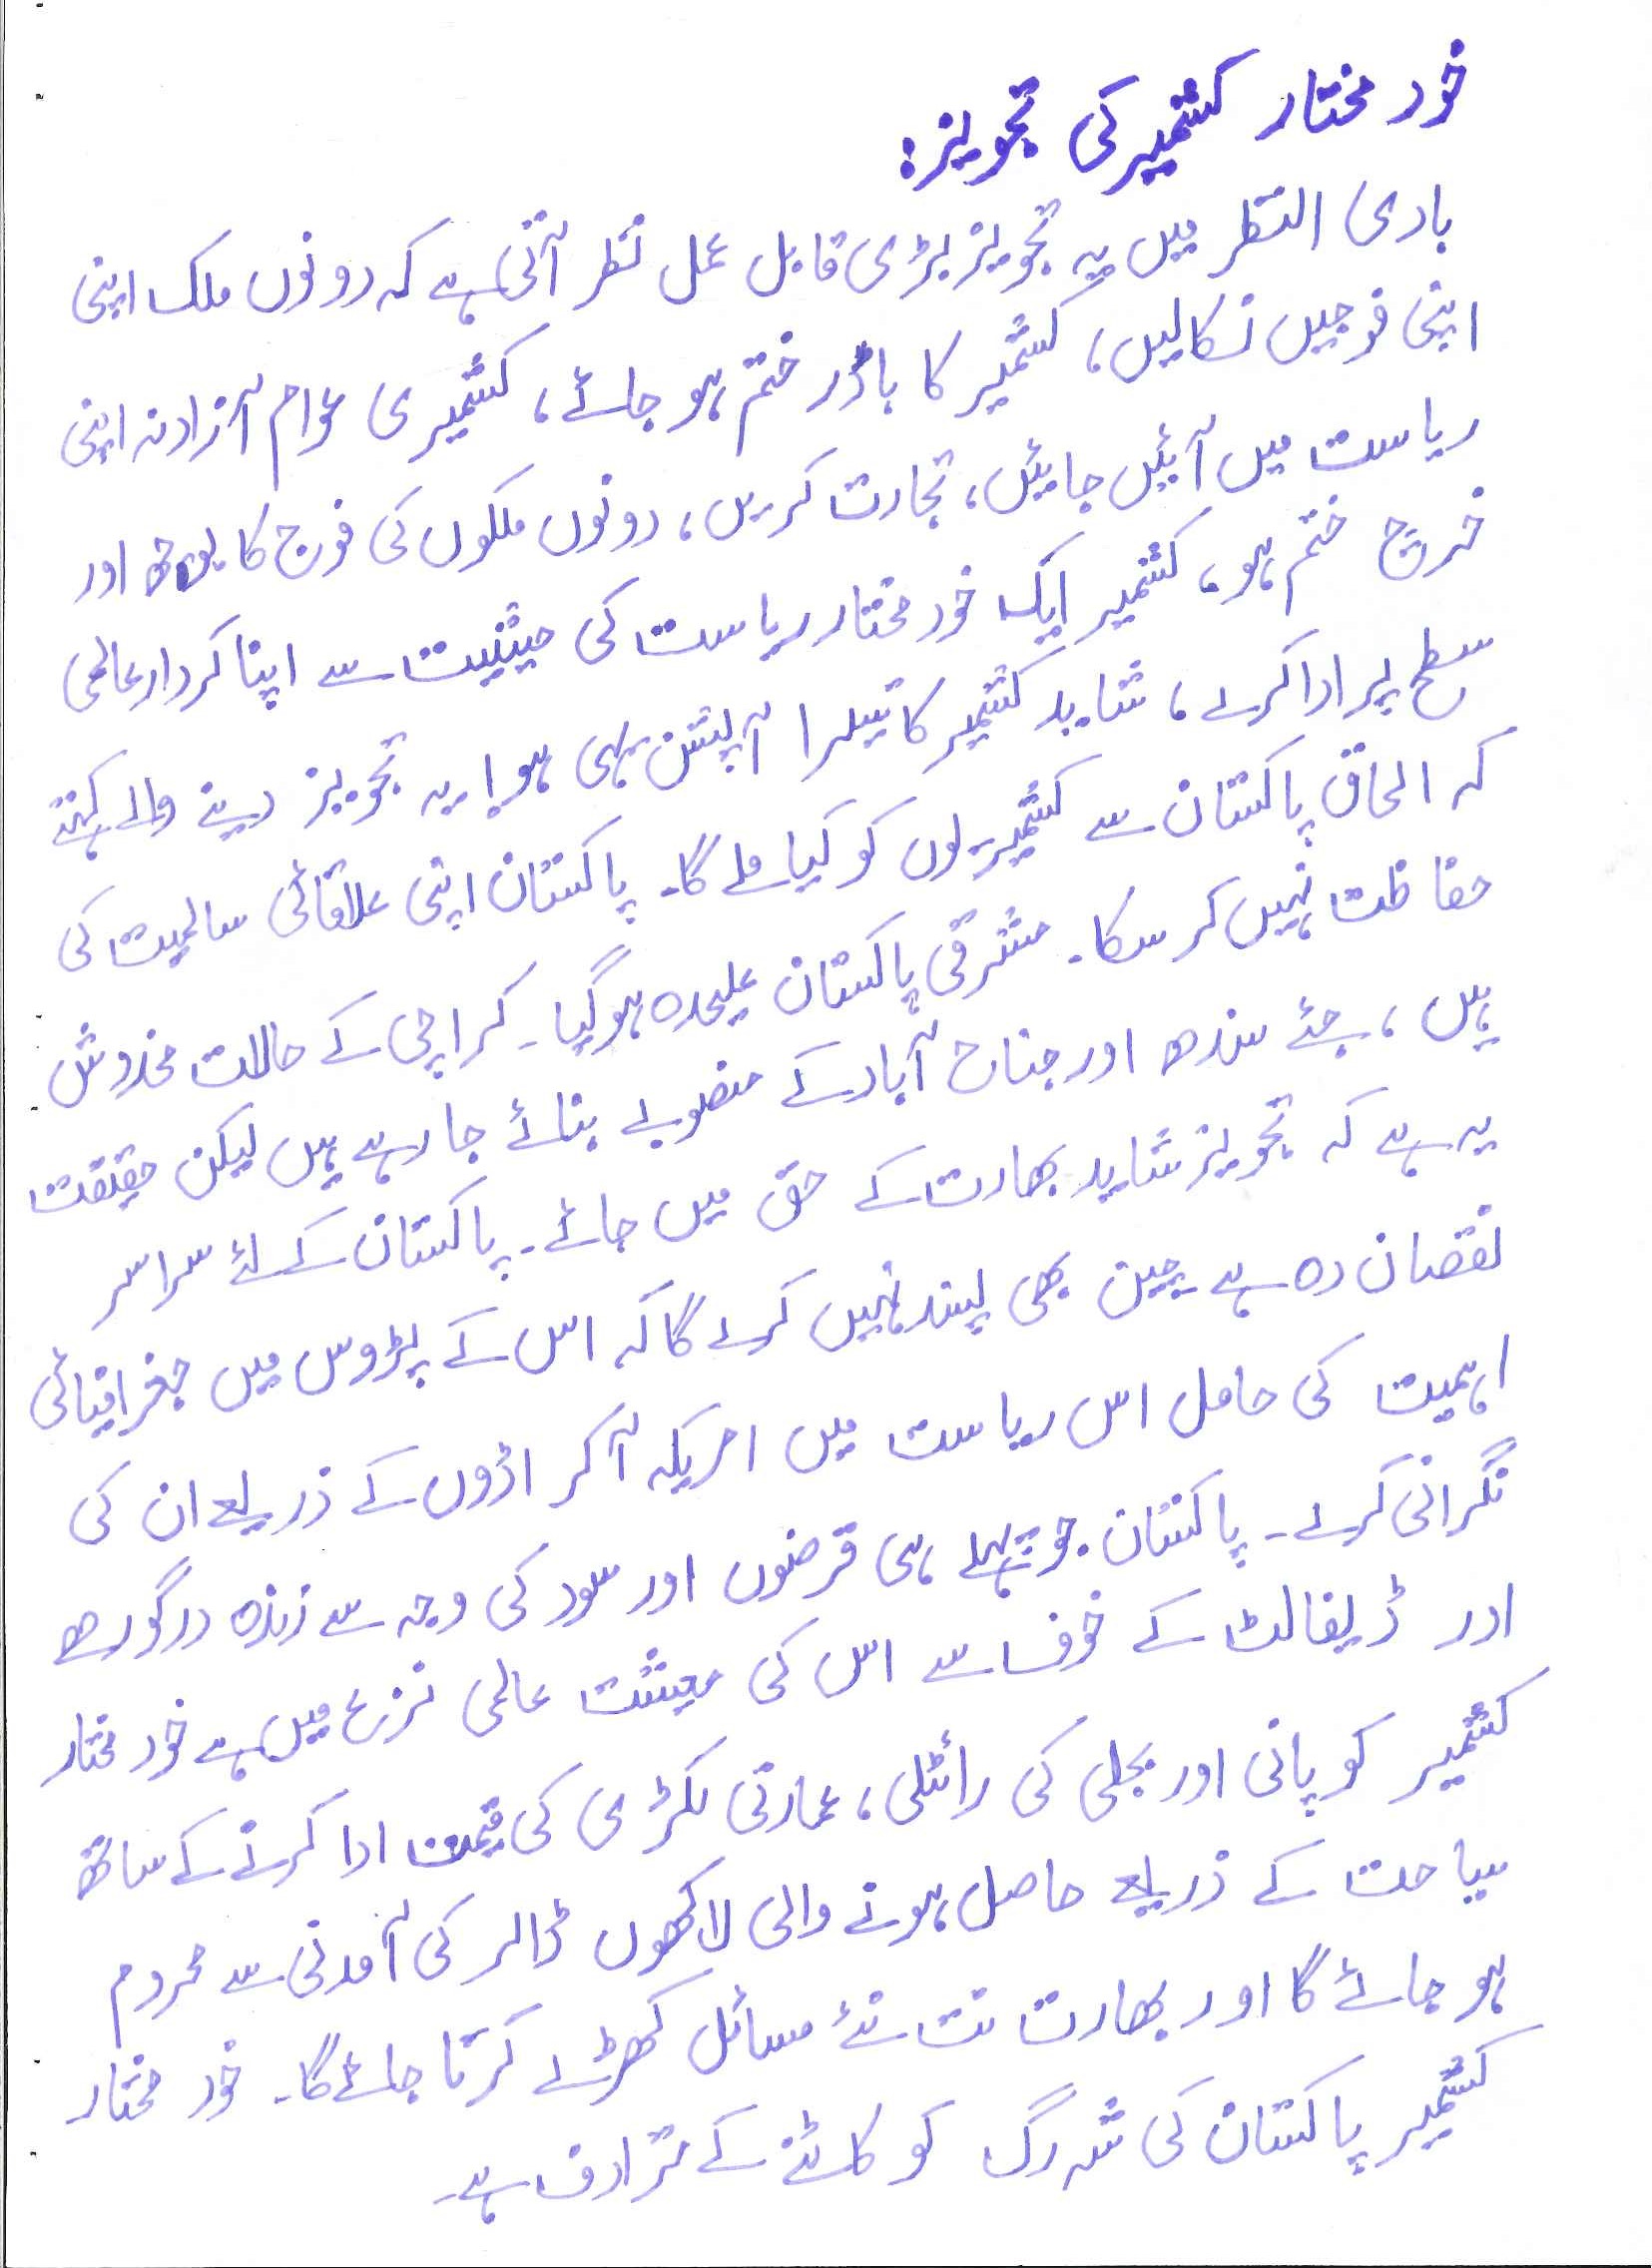 خود مختار کشمیر کی تجویز:
بادی النظر میں یہ تجویز بڑی قابل عمل نظر آتی ہے کہ دونوں ملک اپنی
اپنی فوجیں نکالیں، کشمیر کا باڈر ختم ہو جائے، کشمیری عوام آزادنہ اپنی
ریاست میں آئیں جائیں، تجارت کریں، دونوں ملکوں کی فوج کا بوجھ اور
خرچ ختم ہو، کشمیر ایک خود مختار ریاست کی حیثیت سے اپنا کردار عالمی
سطح پر ادا کرے، شاید کشمیر کا تیسرا آپشن یہی ہو! یہ تجویز دینے والے کہتے
کہ الحاق پاکستان سے کشمیریوں کو کیا ملے گا۔ پاکستان اپنی علاقائی سالمیت کی
حفاظت نہیں کر سکا۔ مشرقی پاکستان علیحدہ ہو گیا۔ کراچی کے حالات مخدوش
ہیں، جئے سندھ اور جناح آباد کے منصوبے بنائے جا رہے ہیں لیکن حقیقت
یہ ہے کہ تجویز شاید بھارت کے حق میں جائے۔ پاکستان کے لئے سراسر
نقصان دہ ہے۔ چین بھی پسند نہیں کرے گا کہ اس کے پڑوس میں جغرافیائی
اہمیت کی حامل اس ریاست میں امریکہ آ کر اڈوں کے ذریعے ان کی
نگرانی کرے۔ پاکستان جو پہلے ہی قرضوں اور سود کی وجہ سے زندہ درگور ہے
اور ڈیفالٹ کے خوف سے اس کی معیشت عالمی نزع میں ہے خود مختار
کشمیر کو پانی اور بجلی کی رائلٹی، عمارتی لکڑی کی قیمت ادا کرنے کے ساتھ
سیاحت کے ذریعے حاصل ہونے والی لاکھوں ڈالر کی آمدنی سے محروم
ہو جائے گا اور بھارت نت نئے مسائل کھڑے کرتا جائے گا۔ خود مختار
کشمیر پاکستان کی شہ رگ کو کاٹنے کے مترادف ہے۔